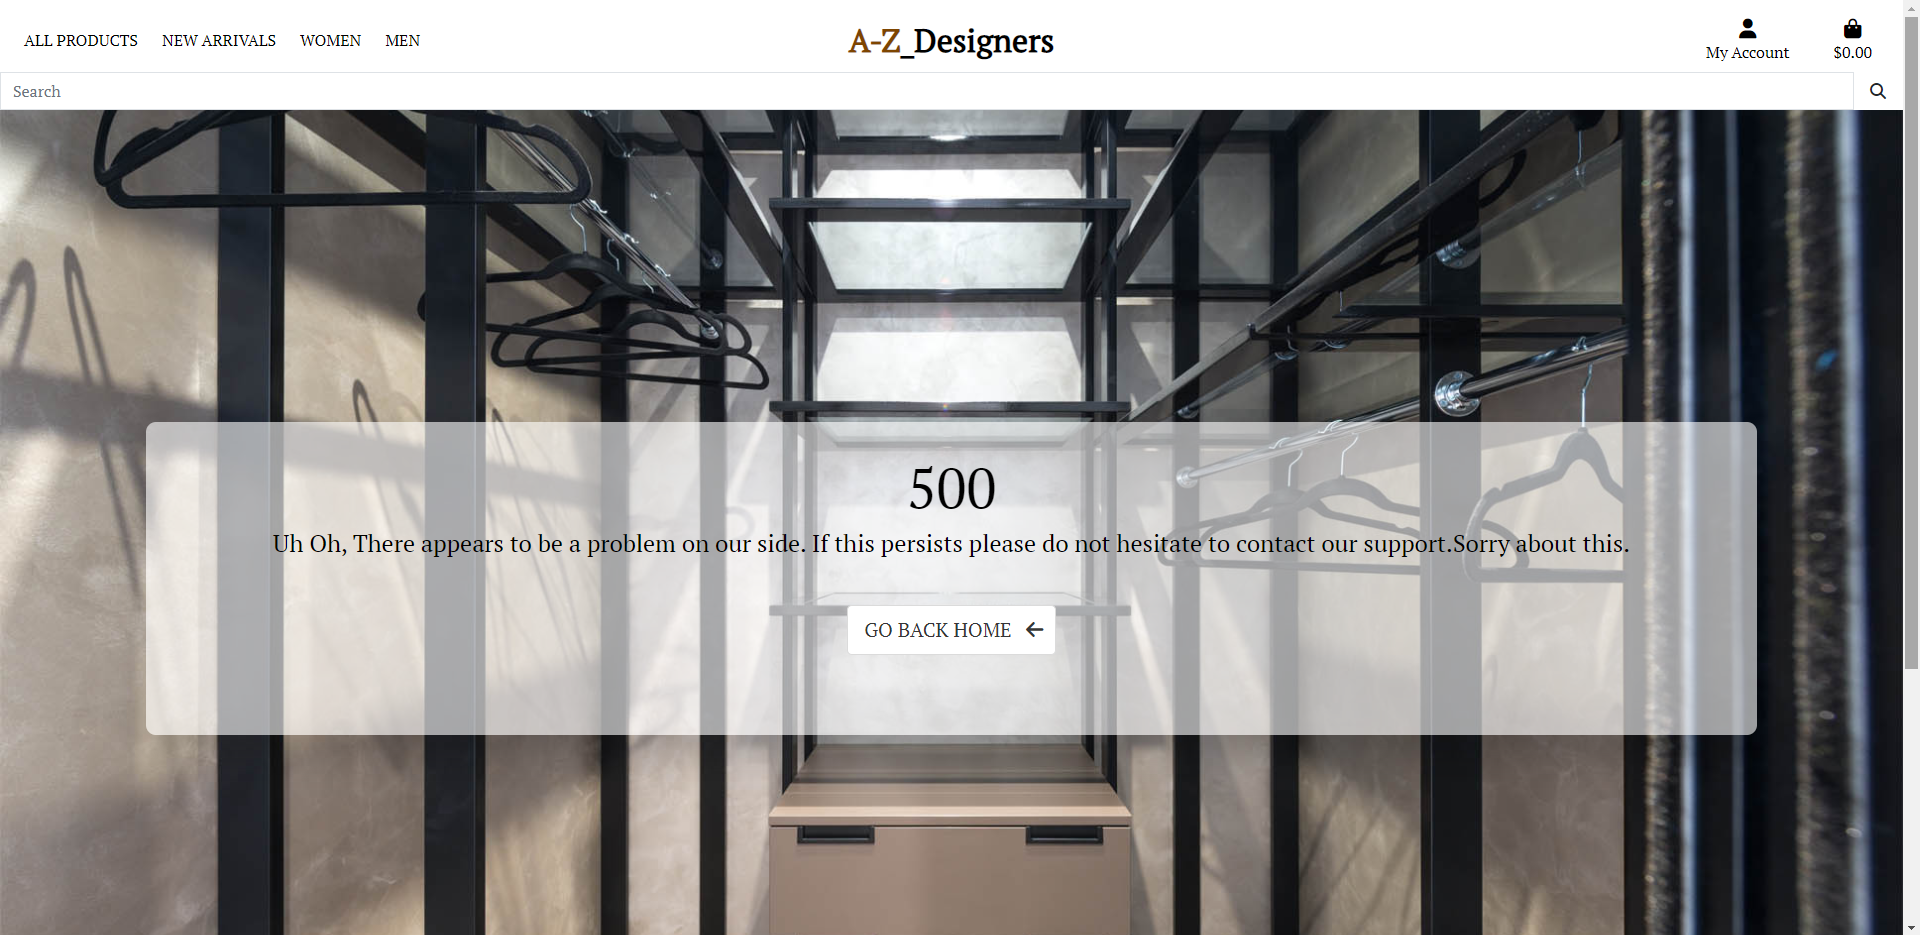 ALL PRODUCTS NEW ARRIVALS WOMEN MEN
A-Z_Designers
My Account
$0.00
Search
500
Uh Oh, There appears to be a problem on our side. If this persists please do not hesitate to contact our support.Sorry about this.
GO BACK HOME